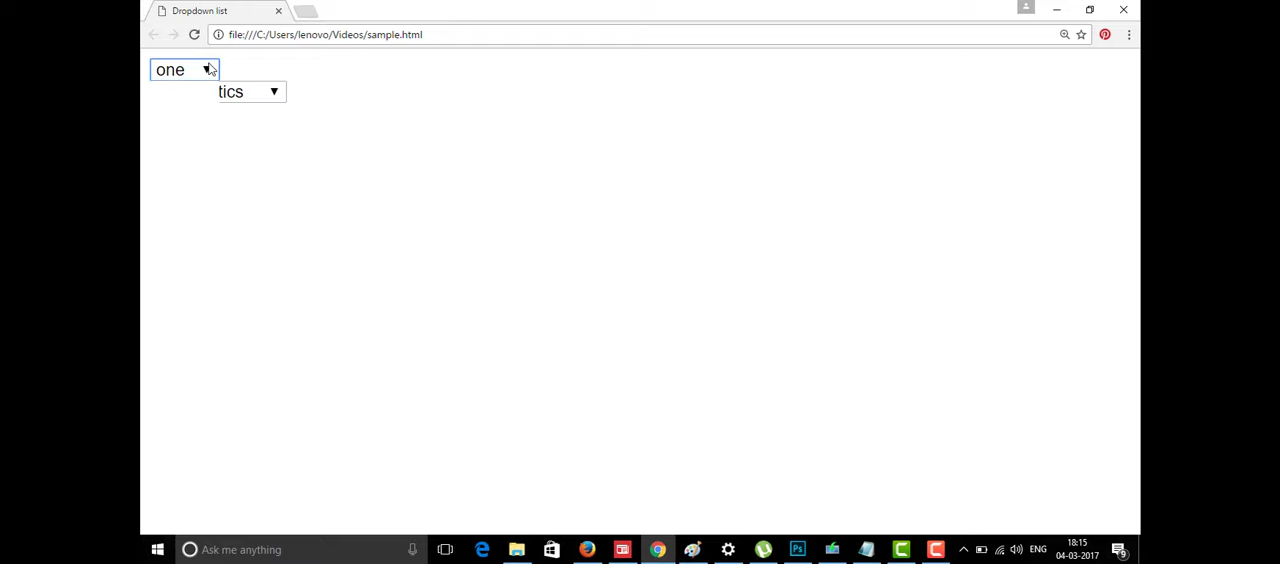 Dropdown list
file:///C:/Users/lenovo/Videos/sample.html
one
tics
Ask me anything
ENG
18:15
04-03-2017
9